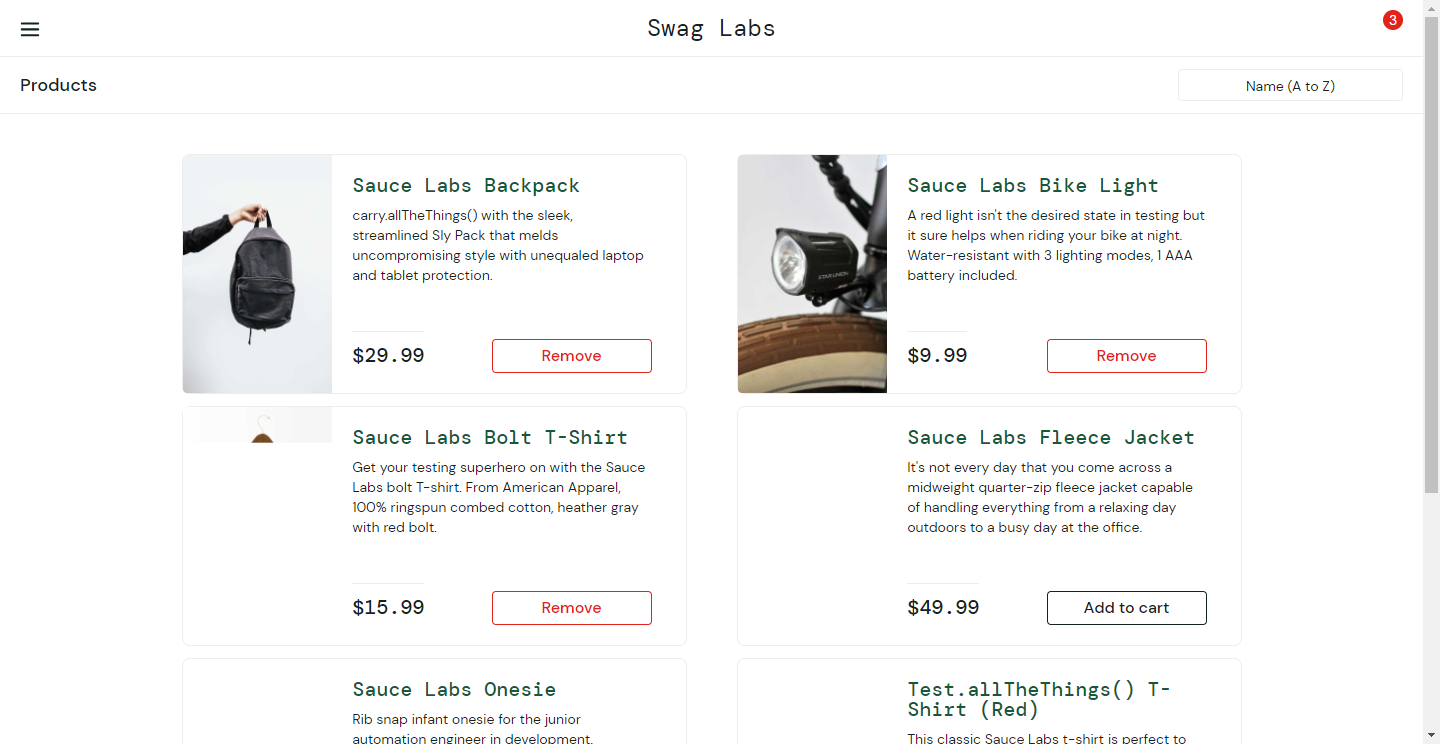 Swag Labs
3
Products
Name (A to Z)
Sauce Labs Backpack
carry.allTheThings() with the sleek,
streamlined Sly Pack that melds
uncompromising style with unequaled laptop
and tablet protection.
$29.99
Remove
Sauce Labs Bike Light
A red light isn't the desired state in testing but
it sure helps when riding your bike at night.
Water-resistant with 3 lighting modes, 1 AAA
battery included.
$9.99
Remove
STAR UNION
Sauce Labs Bolt T-Shirt
Get your testing superhero on with the Sauce
Labs bolt T-shirt. From American Apparel,
100% ringspun combed cotton, heather gray
with red bolt.
$15.99
Remove
Sauce Labs Fleece Jacket
It's not every day that you come across a
midweight quarter-zip fleece jacket capable
of handling everything from a relaxing day
outdoors to a busy day at the office.
$49.99
Add to cart
Sauce Labs Onesie
Rib snap infant onesie for the junior
automation engineer in development.
Test.allTheThings() T-
Shirt (Red)
This classic Sauce Labs t-shirt is perfect to